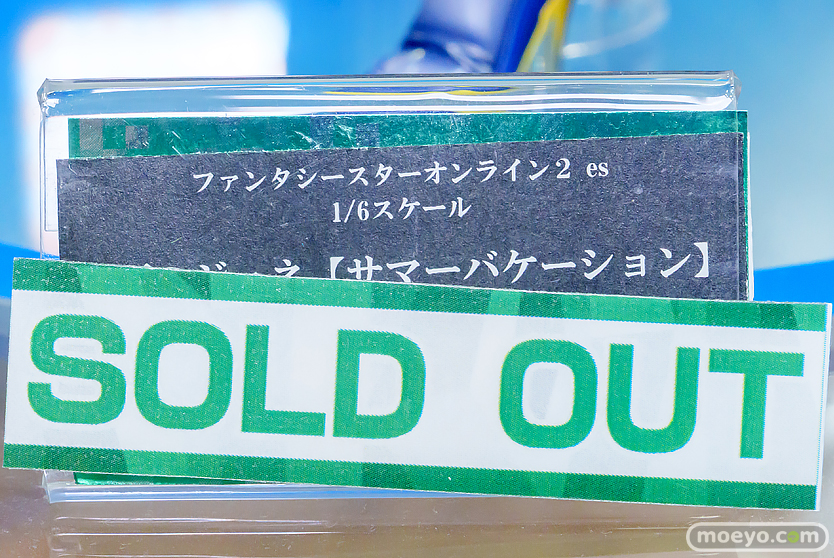 ファンタシースターオンライン2 es
1/6スケール
【サマーバケーション】
SOLD OUT
moeyo.com